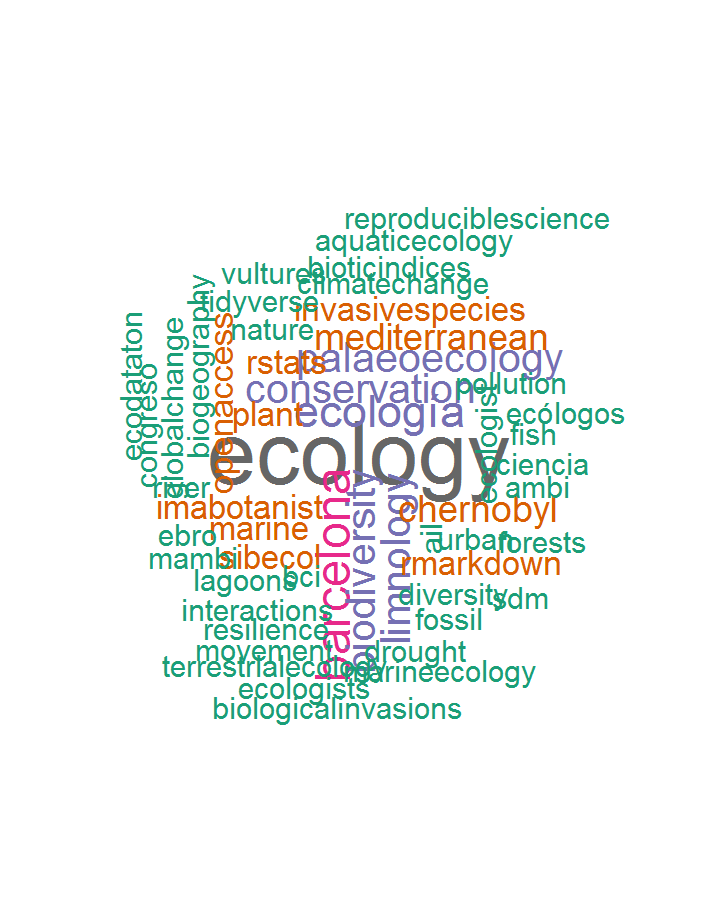 reproduciblescience
aquaticecology
bioticindices
vultures
climatechange
tidyverse
invasivespecies
nature
mediterranean
palaeoecology
rstats
conservation
pollution
plant
ecología
ecólogos
fish
ecology
ciencia
ambi
river
imabotanist
chernobyl
marine
ebro
urban
forests
mambi
sibecol
rmarkdown
bci
lagoons
diversity
sdm
interactions
fossil
resilience
movement
drought
terrestrialecology
marineecology
ecologists
biologicalinvasions
ecodataton
congreso
globalchange
biogeography
openaccess
barcelona
biodiversity
limnology
ail
ecologist